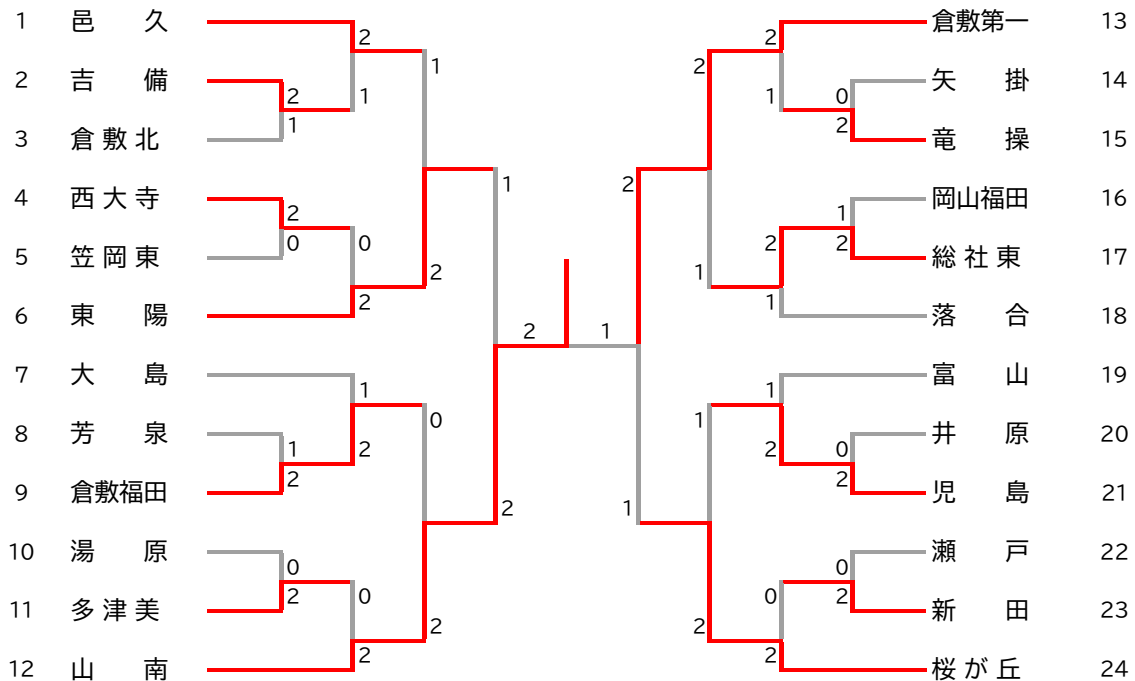 1 邑久 2 倉敷第一 13
2 吉備 2 1 1 2 1 0 矢掛 14
3 倉敷北 1 2 竜操 15
4 西大寺 2 1 2 1 岡山福田 16
5 笠岡東 0 0 2 1 2 2 総社東 17
6 東陽 2 1 落合 18
2 1
7 大島 1 1 富山 19
8 芳泉 1 2 0 1 2 0 井原 20
9 倉敷福田 2 2 児島 21
10 湯原 0 2 1 0 瀬戸 22
11 多津美 2 0 2 2 0 2 新田 23
12 山南 2 2 桜が丘 24